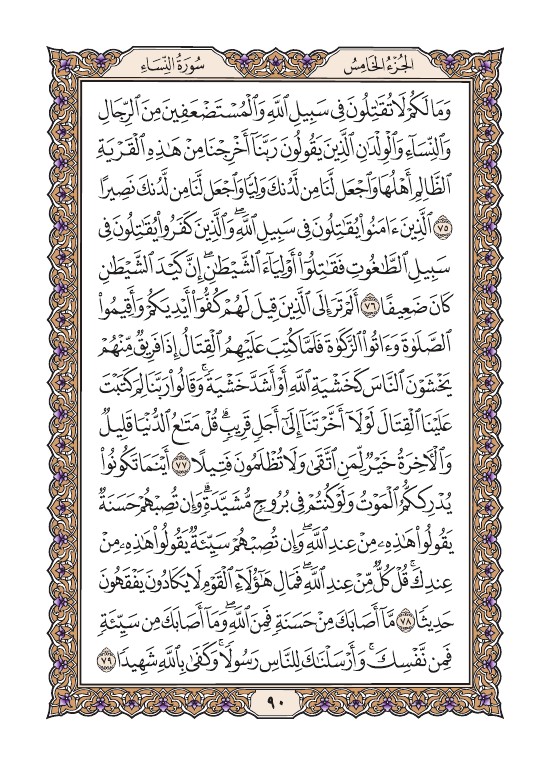 الجُزْءُ الخَامِسُ
سُورَةُ النِّسَاءِ
وَمَا لَكُمْ لَا تُقَٰتِلُونَ فِي سَبِيلِ ٱللَّهِ وَٱلْمُسْتَضْعَفِينَ مِنَ ٱلرِّجَالِ
وَٱلنِّسَآءِ وَٱلْوِلْدَٰنِ ٱلَّذِينَ يَقُولُونَ رَبَّنَآ أَخْرِجْنَا مِنْ هَٰذِهِ ٱلْقَرْيَةِ
ٱلظَّالِمِ أَهْلُهَا وَٱجْعَل لَّنَا مِن لَّدُنكَ وَلِيًّا وَٱجْعَل لَّنَا مِن لَّدُنكَ نَصِيرًا
٧٥ ٱلَّذِينَ ءَامَنُوا۟ يُقَٰتِلُونَ فِي سَبِيلِ ٱللَّهِۖ وَٱلَّذِينَ كَفَرُوا۟ يُقَٰتِلُونَ فِي
سَبِيلِ ٱلطَّٰغُوتِ فَقَٰتِلُوٓا۟ أَوْلِيَآءَ ٱلشَّيْطَٰنِۖ إِنَّ كَيْدَ ٱلشَّيْطَٰنِ
كَانَ ضَعِيفًا ٧٦ أَلَمْ تَرَ إِلَى ٱلَّذِينَ قِيلَ لَهُمْ كُفُّوٓا۟ أَيْدِيَكُمْ وَأَقِيمُوا۟
ٱلصَّلَوٰةَ وَءَاتُوا۟ ٱلزَّكَوٰةَ فَلَمَّا كُتِبَ عَلَيْهِمُ ٱلْقِتَالُ إِذَا فَرِيقٌ مِّنْهُمْ
يَخْشَوْنَ ٱلنَّاسَ كَخَشْيَةِ ٱللَّهِ أَوْ أَشَدَّ خَشْيَةًۚ وَقَالُوا۟ رَبَّنَا لِمَ كَتَبْتَ
عَلَيْنَا ٱلْقِتَالَ لَوْلَآ أَخَّرْتَنَآ إِلَىٰٓ أَجَلٍ قَرِيبٍۗ قُلْ مَتَٰعُ ٱلدُّنْيَا قَلِيلٌ
وَٱلْأٓخِرَةُ خَيْرٌ لِّمَنِ ٱتَّقَىٰ وَلَا تُظْلَمُونَ فَتِيلًا ٧٧ أَيْنَمَا تَكُونُوا۟
يُدْرِككُّمُ ٱلْمَوْتُ وَلَوْ كُنتُمْ فِي بُرُوجٍ مُّشَيَّدَةٍۗ وَإِن تُصِبْهُمْ حَسَنَةٌ
يَقُولُوا۟ هَٰذِهِۦ مِنْ عِندِ ٱللَّهِۖ وَإِن تُصِبْهُمْ سَيِّئَةٌ يَقُولُوا۟ هَٰذِهِۦ مِنْ
عِندِكَۚ قُلْ كُلٌّ مِّنْ عِندِ ٱللَّهِۖ فَمَالِ هَٰٓؤُلَآءِ ٱلْقَوْمِ لَا يَكَادُونَ يَفْقَهُونَ
حَدِيثًا ٧٨ مَّآ أَصَابَكَ مِنْ حَسَنَةٍ فَمِنَ ٱللَّهِۖ وَمَآ أَصَابَكَ مِن سَيِّئَةٍ
فَمِن نَّفْسِكَۚ وَأَرْسَلْنَٰكَ لِلنَّاسِ رَسُولًاۚ وَكَفَىٰ بِٱللَّهِ شَهِيدًا ٧٩
٩٠